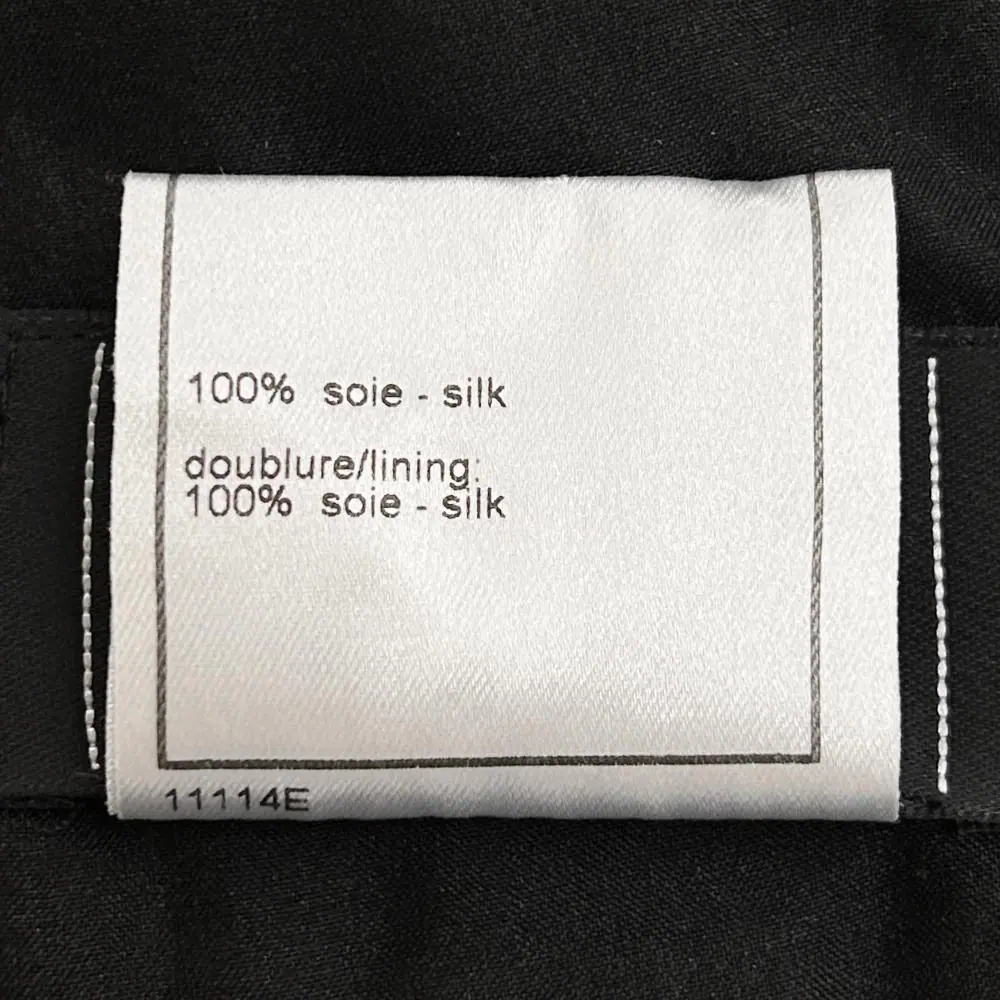 100% soie - silk
doublure/lining:
100% soie - silk
11114E